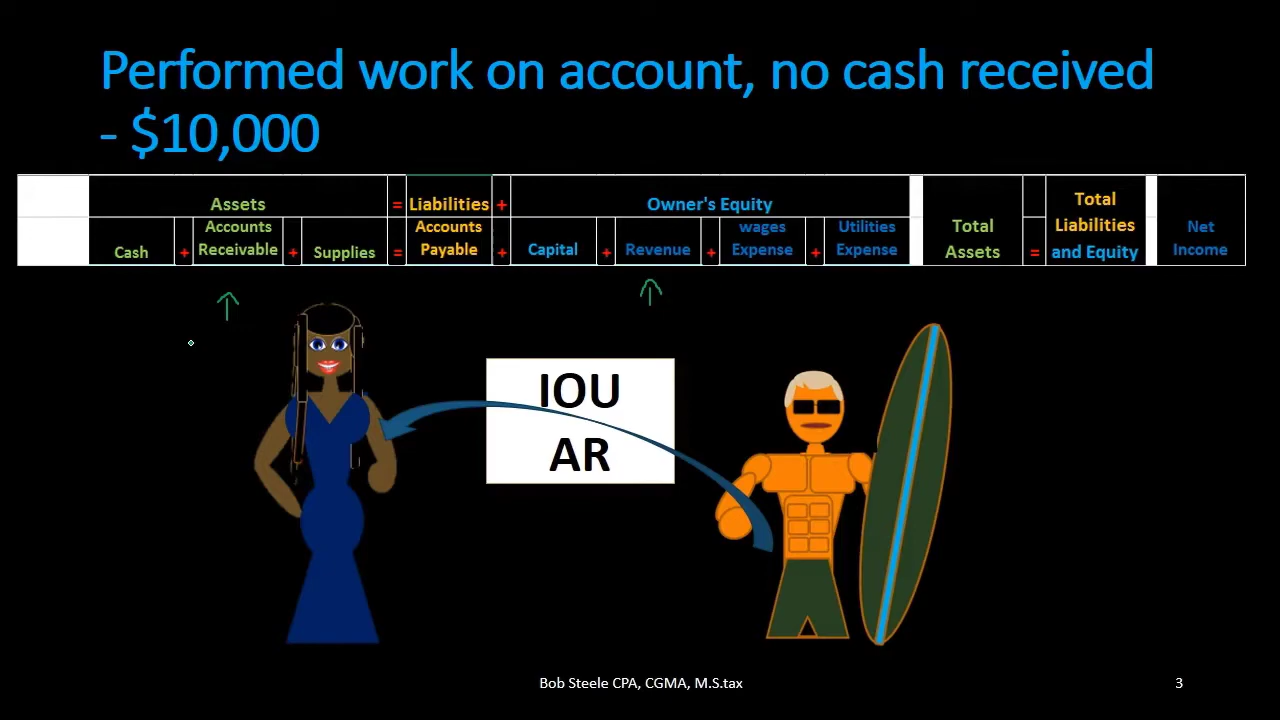 Performed work on account, no cash received
- $10,000
Assets = Liabilities + Owner's Equity
Cash + Accounts Receivable + Supplies = Accounts Payable + Capital + Revenue + wages Expense + Utilities Expense
Total Assets = Total Liabilities and Equity
Net Income
IOU
AR
Bob Steele CPA, CGMA, M.S.tax
3